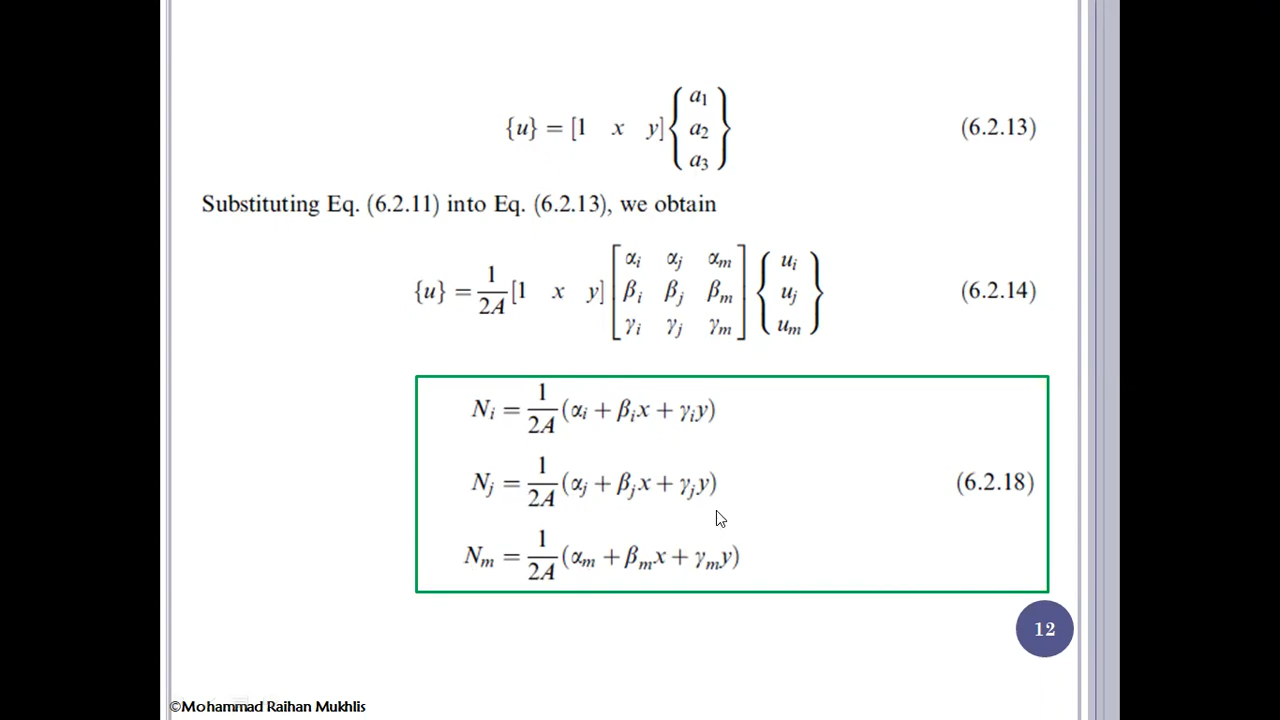 {u} = [1 x y] { a₁ a₂ a₃ } (6.2.13)
Substituting Eq. (6.2.11) into Eq. (6.2.13), we obtain
{u} = 1/2A [1 x y] [ αᵢ αⱼ αₘ ; βᵢ βⱼ βₘ ; γᵢ γⱼ γₘ ] { uᵢ uⱼ uₘ } (6.2.14)
Nᵢ = 1/2A (αᵢ + βᵢx + γᵢy)
Nⱼ = 1/2A (αⱼ + βⱼx + γⱼy) (6.2.18)
Nₘ = 1/2A (αₘ + βₘx + γₘy)
12
©Mohammad Raihan Mukhlis